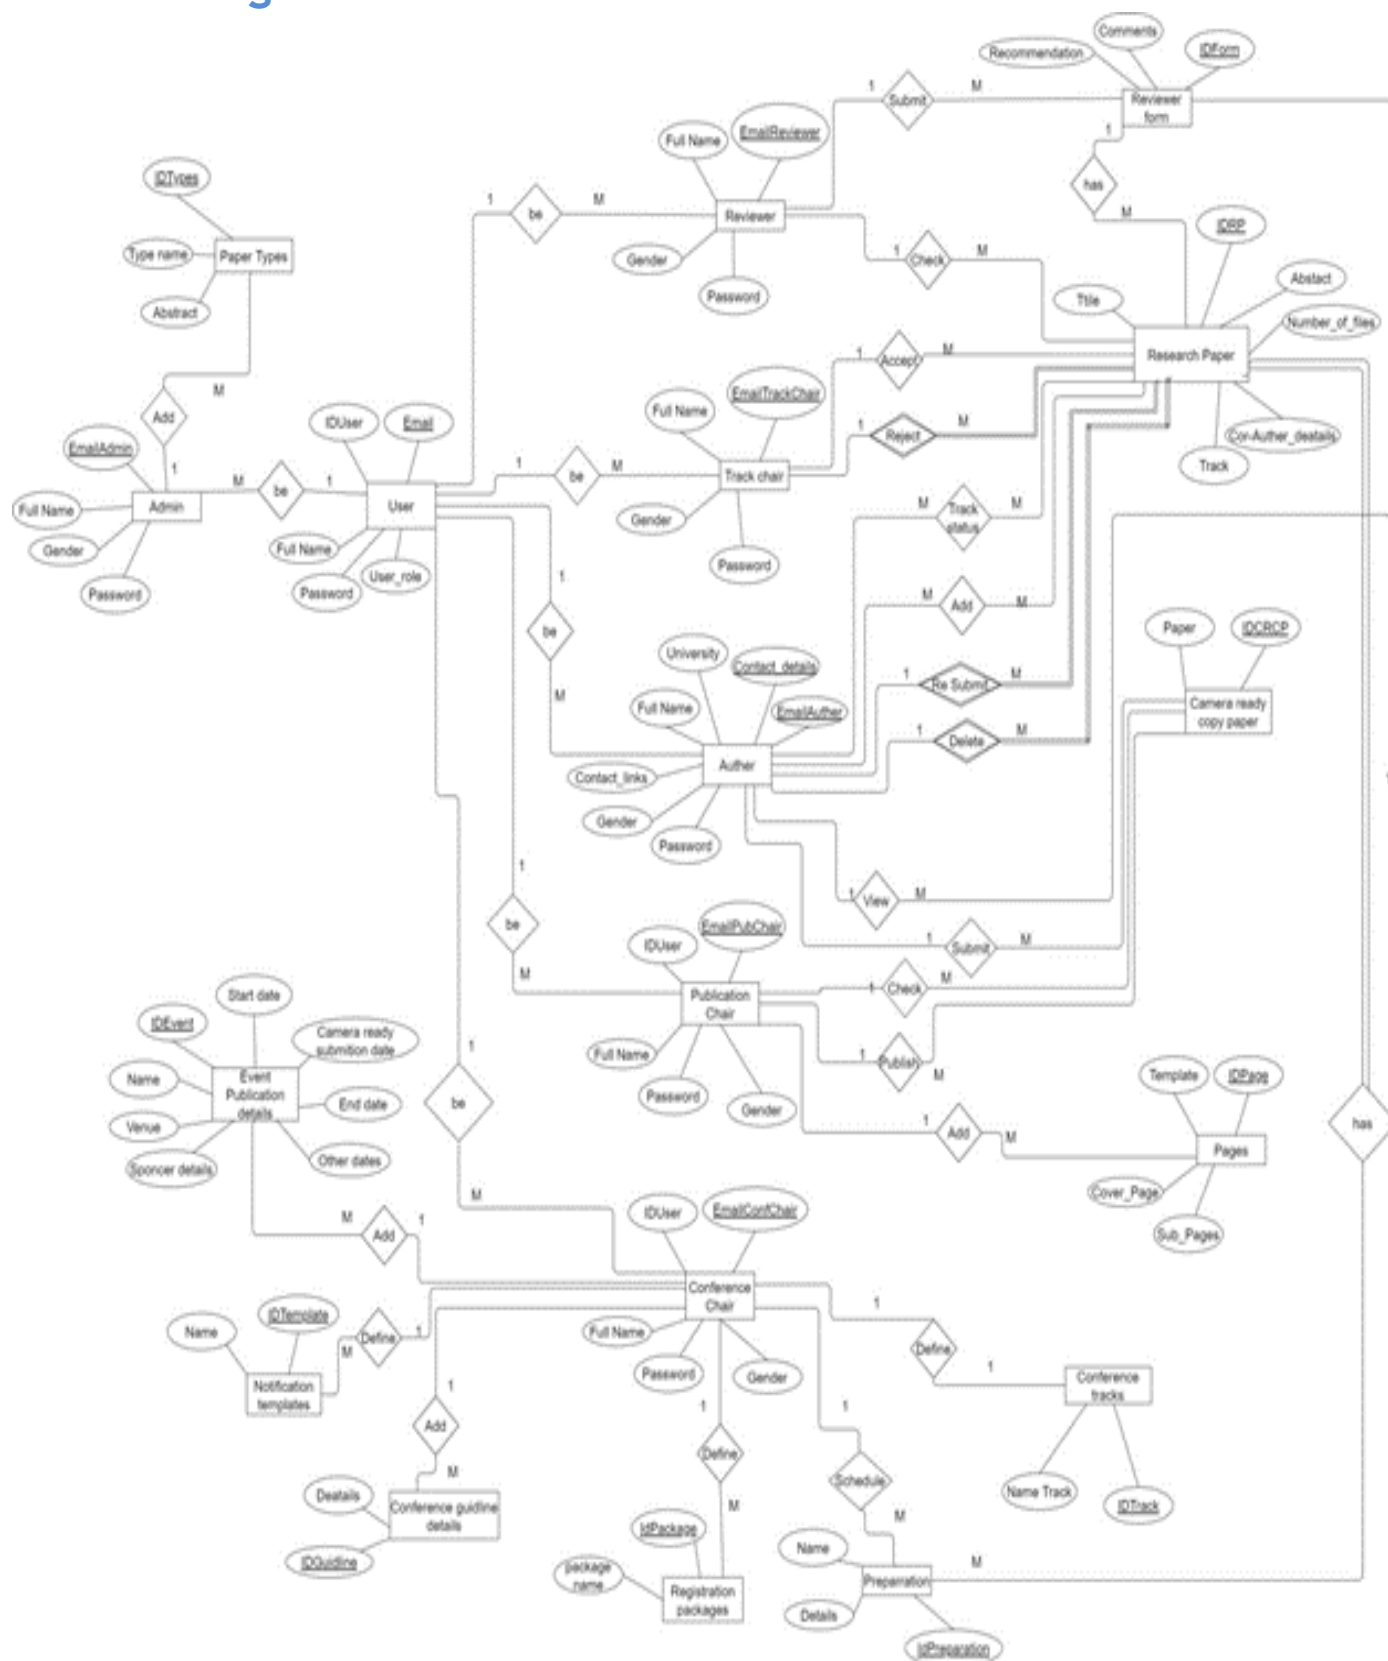 Comments
Recommendation
IDForm
1
Submit
M
Reviewer
form
EmailReviewer
Full Name
1
has
M
IDTypes
1
be
M
Reviewer
IDRP
Type name
Paper Types
Gender
1
Check
M
Abstact
Abstract
Password
Ttile
Number_of_files
Research Paper
1
Accept
M
M
EmailTrackChair
Full Name
Add
IDUser
Email
1
Reject
M
Cor-Auther_deatails
EmailAdmin
Track
1
M
be
1
1
be
M
Track chair
Full Name
Admin
User
M
Track
status
M
Gender
Gender
Full Name
Password
User_role
Password
Password
1
M
Add
M
be
Paper
IDCRCP
University
Contact_details
1
Re Submit
M
M
Full Name
EmailAuther
Camera ready
copy paper
1
Delete
M
Auther
Contact_links
Gender
Password
1
1
View
M
be
EmailPubChair
IDUser
1
Submit
M
M
Start date
Publication
Chair
1
Check
M
IDEvent
Camera ready
submition date
1
Full Name
1
Publish
M
Name
Event
Publication
details
Template
IDPage
be
Password
End date
Gender
Venue
1
Add
M
has
Pages
Sponcer details
Other dates
M
Cover_Page
IDUser
EmailConfChair
M
Add
1
Sub_Pages
Conference
Chair
1
Name
IDTemplate
1
Define
M
Full Name
Define
Password
Gender
1
Conference
tracks
Notification
templates
1
1
1
Add
Define
M
Schedule
Deatails
Conference guidline
details
Name Track
IDTrack
M
M
IdPackage
IDGuidline
Name
M
package
name
Registration
packages
Preparration
Details
IdPreparation